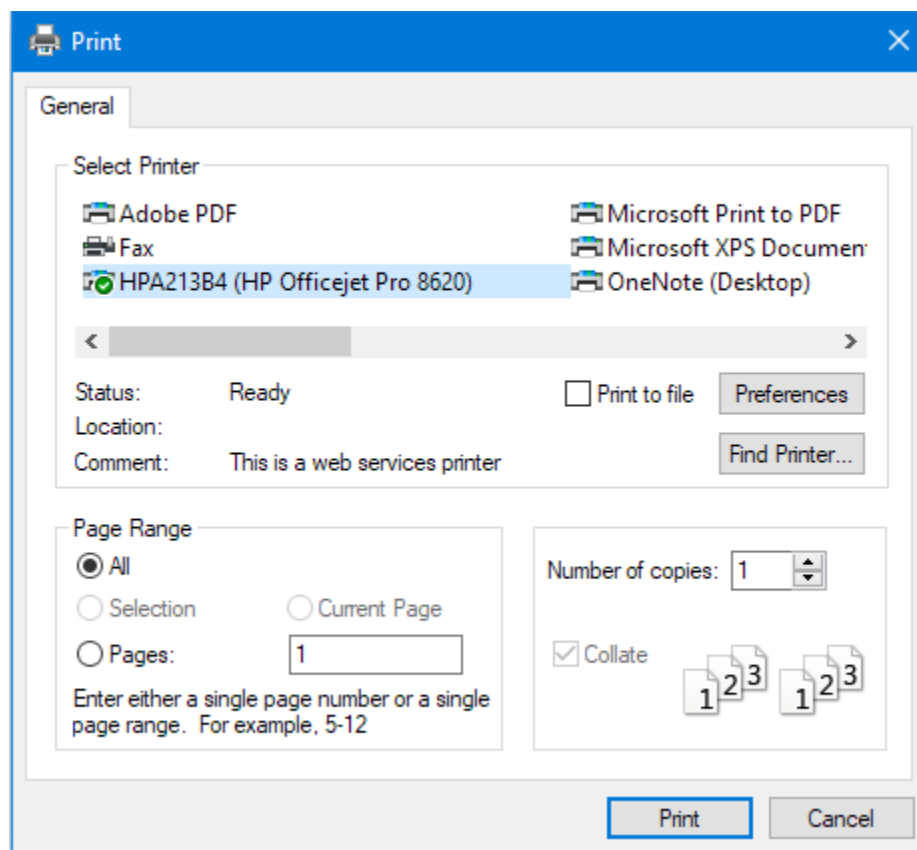 Print
General
Select Printer
Adobe PDF
Microsoft Print to PDF
Fax
Microsoft XPS Documen
HPA213B4 (HP Officejet Pro 8620)
OneNote (Desktop)
Status: Ready
Print to file
Preferences
Location:
Comment: This is a web services printer
Find Printer...
Page Range
All
Number of copies: 1
Selection
Current Page
Pages: 1
Collate
1 2 3 1 2 3
Enter either a single page number or a single
page range. For example, 5-12
Print
Cancel